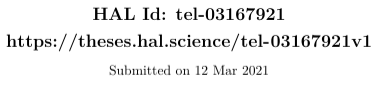 HAL Id: tel-03167921
https://theses.hal.science/tel-03167921v1
Submitted on 12 Mar 2021